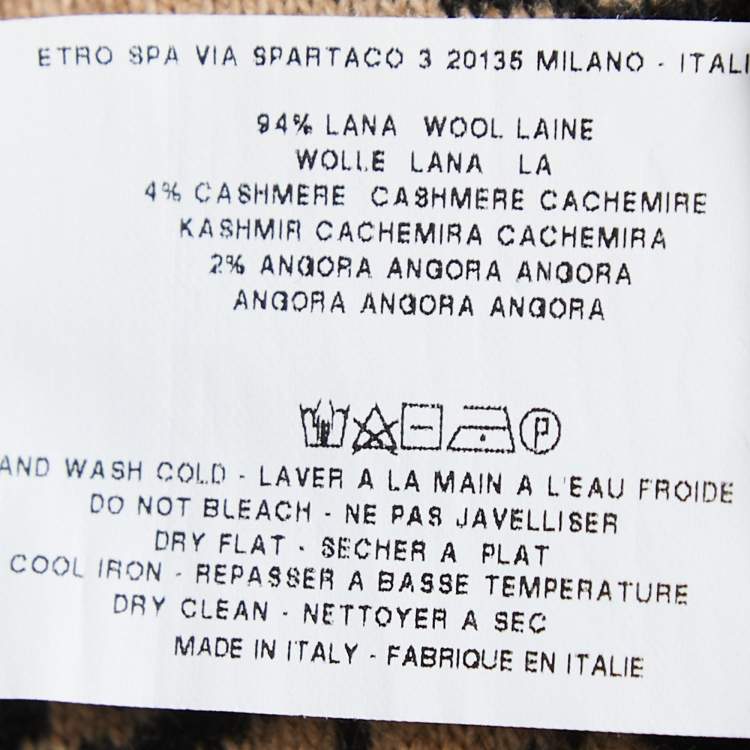 ETRO SPA VIA SPARTACO 3 20135 MILANO - ITALI
94% LANA WOOL LAINE
WOLLE LANA LA
4% CASHMERE CASHMERE CACHEMIRE
KASHMIR CACHEMIRA CACHEMIRA
2% ANGORA ANGORA ANGORA
ANGORA ANGORA ANGORA
P
AND WASH COLD - LAVER A LA MAIN A L'EAU FROIDE
DO NOT BLEACH - NE PAS JAVELLISER
DRY FLAT - SECHER A PLAT
COOL IRON - REPASSER A BASSE TEMPERATURE
DRY CLEAN - NETTOYER A SEC
MADE IN ITALY - FABRIQUE EN ITALIE